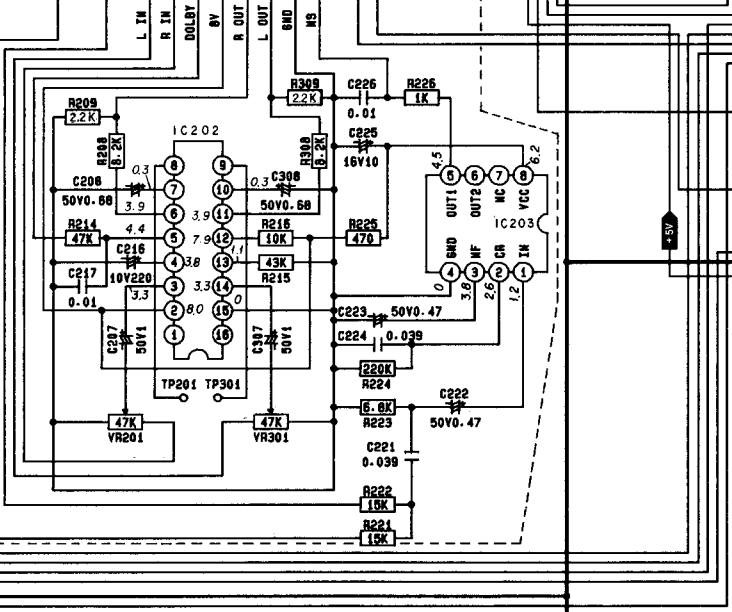 L IN
R IN
DOLBY
8V
R OUT
L OUT
GND
MS
R309
2.2K
C226
0.01
R226
1K
R209
2.2K
IC202
R208
8.2K
R308
8.2K
C225
16V10
4.5
6.2
8
9
5
6
7
8
0.3
C206
50V0.68
7
10
0.3
C308
50V0.68
OUT1
OUT2
NC
VCC
3.9
6
11
3.9
IC203
R214
47K
4.4
5
12
7.9
R216
10K
R225
470
GND
NF
CR
IN
C216
10V220
4
13
3.8
1.1
43K
R215
4
3
2
1
C217
0.01
3.3
3
14
3.3
0
3.8
2.6
1.2
2
15
8.0
0
C223
50V0.47
C207
50V1
1
16
C307
50V1
C224
0.039
220K
R224
TP201
TP301
6.8K
R223
C222
50V0.47
47K
VR201
47K
VR301
C221
0.039
R222
15K
R221
15K
+5V